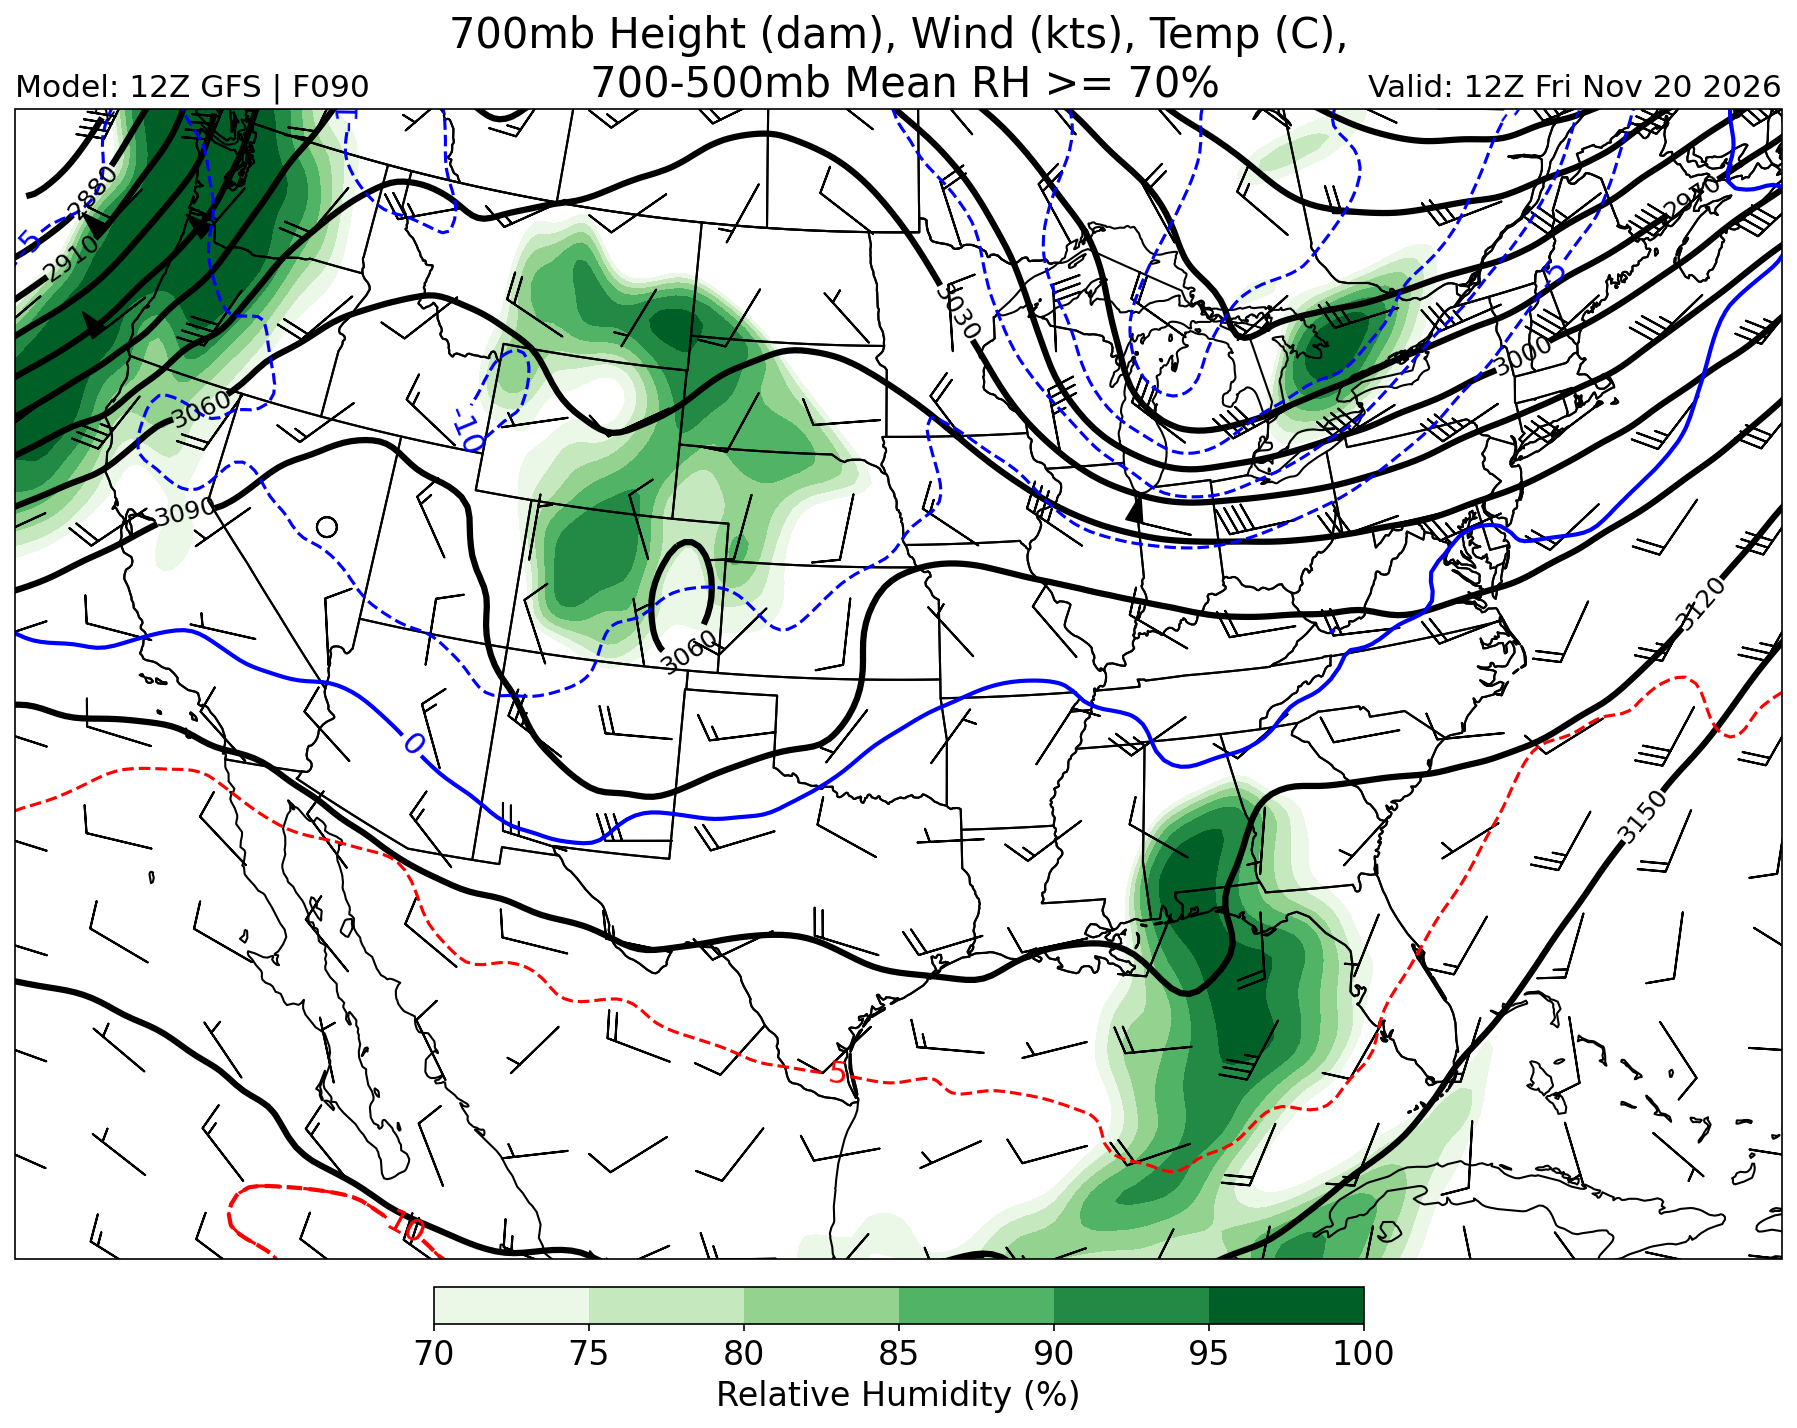 700mb Height (dam), Wind (kts), Temp (C),
Model: 12Z GFS | F090
700-500mb Mean RH >= 70%
Valid: 12Z Fri Nov 20 2026
2880
2910
2970
-5
-5
3030
3000
3060
-10
3090
3060
3120
0
3150
5
10
70 75 80 85 90 95 100
Relative Humidity (%)